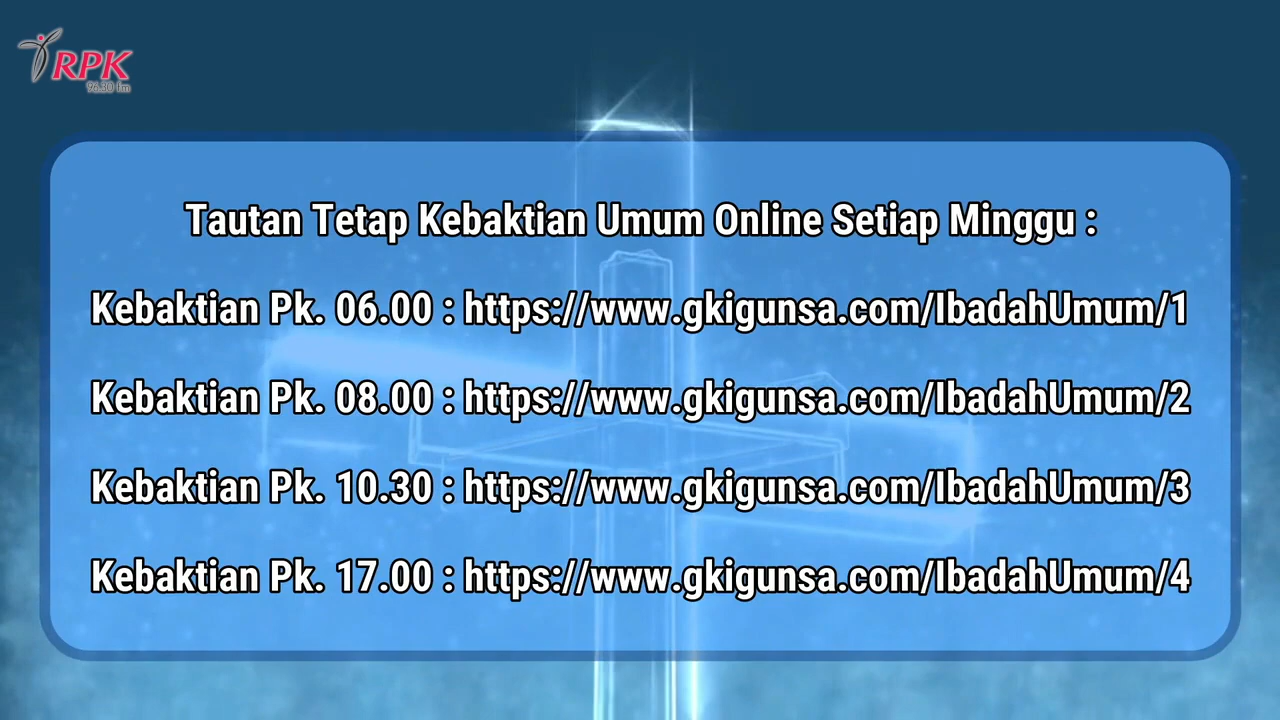 RPK
96.30 fm
Tautan Tetap Kebaktian Umum Online Setiap Minggu :
Kebaktian Pk. 06.00 : https://www.gkigunsa.com/IbadahUmum/1
Kebaktian Pk. 08.00 : https://www.gkigunsa.com/IbadahUmum/2
Kebaktian Pk. 10.30 : https://www.gkigunsa.com/IbadahUmum/3
Kebaktian Pk. 17.00 : https://www.gkigunsa.com/IbadahUmum/4